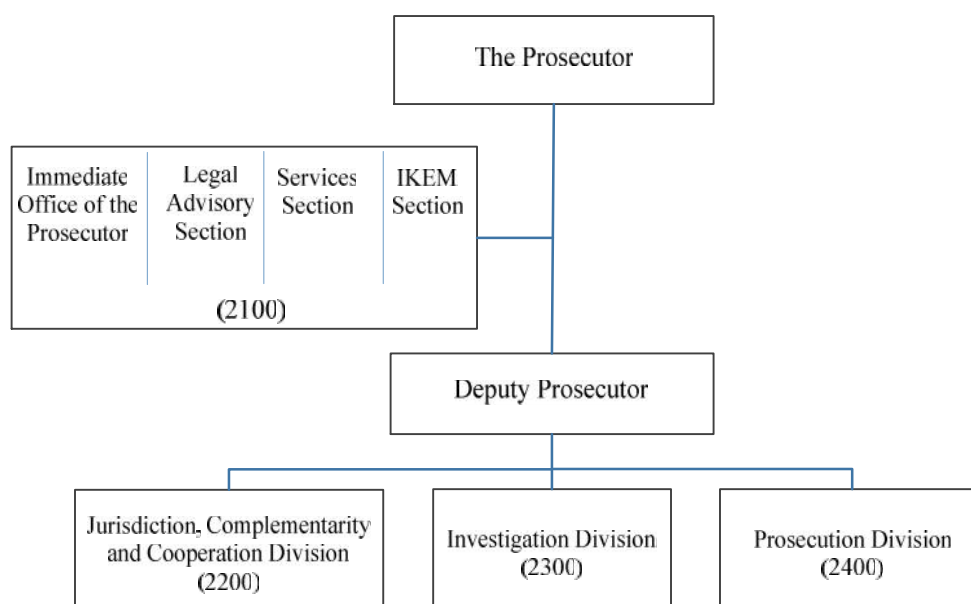 The Prosecutor
Immediate
Office of the
Prosecutor
Legal
Advisory
Section
Services
Section
IKEM
Section
(2100)
Deputy Prosecutor
Jurisdiction, Complementarity
and Cooperation Division
(2200)
Investigation Division
(2300)
Prosecution Division
(2400)